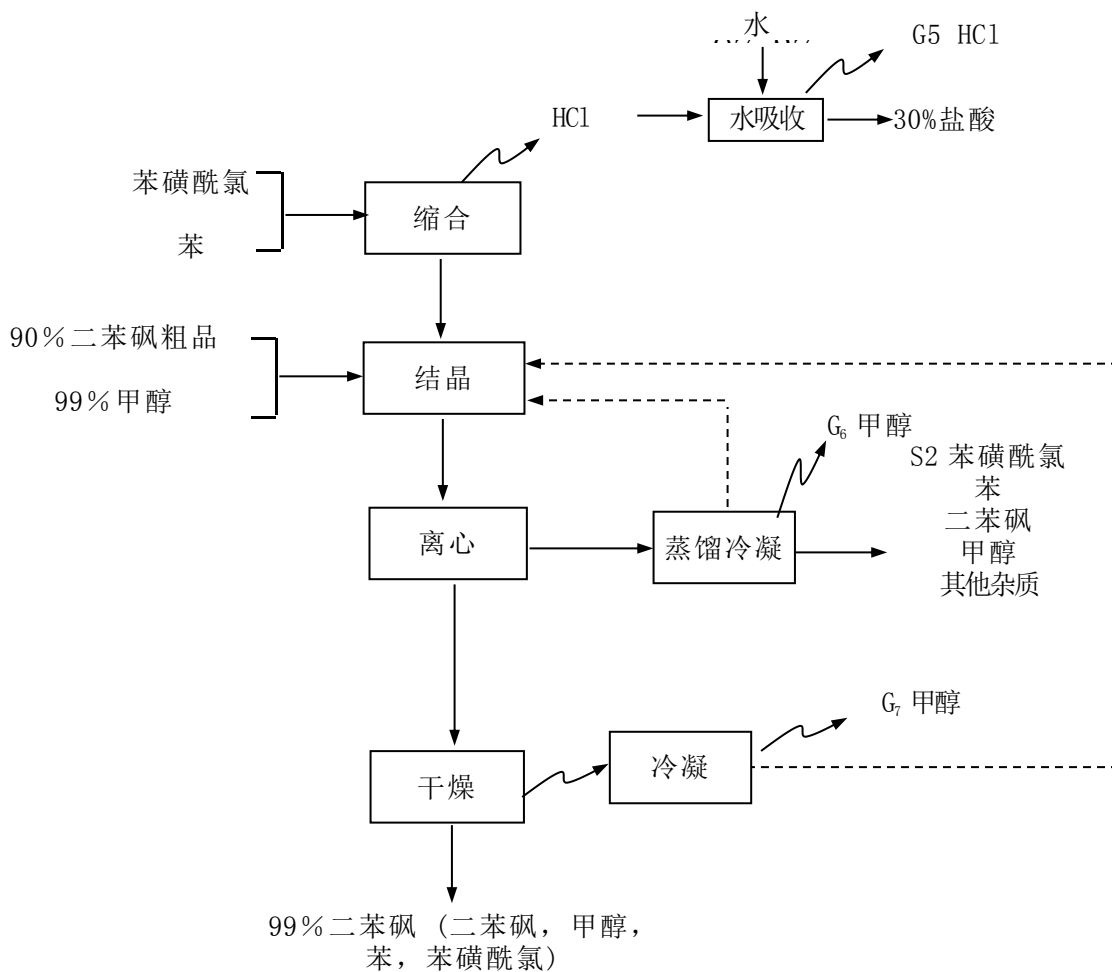 水
G5 HCl
HCl
水吸收
30%盐酸
苯磺酰氯
苯
缩合
90%二苯砜粗品
99%甲醇
结晶
G₆ 甲醇
S2 苯磺酰氯
苯
二苯砜
甲醇
其他杂质
离心
蒸馏冷凝
G₇ 甲醇
干燥
冷凝
99%二苯砜 (二苯砜, 甲醇,
苯, 苯磺酰氯)